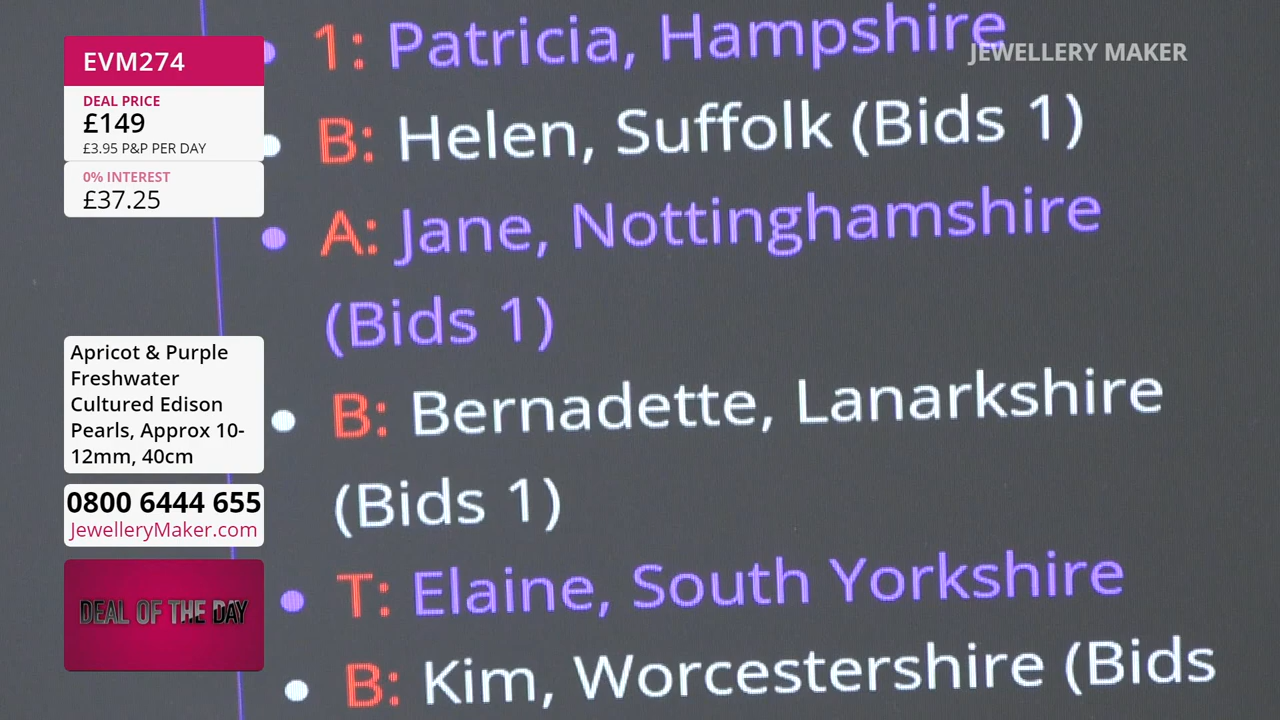 EVM274
DEAL PRICE
£149
£3.95 P&P PER DAY
0% INTEREST
£37.25
Apricot & Purple
Freshwater
Cultured Edison
Pearls, Approx 10-
12mm, 40cm
0800 6444 655
JewelleryMaker.com
DEAL OF THE DAY
JEWELLERY MAKER
1: Patricia, Hampshire
B: Helen, Suffolk (Bids 1)
A: Jane, Nottinghamshire
(Bids 1)
B: Bernadette, Lanarkshire
(Bids 1)
T: Elaine, South Yorkshire
B: Kim, Worcestershire (Bids